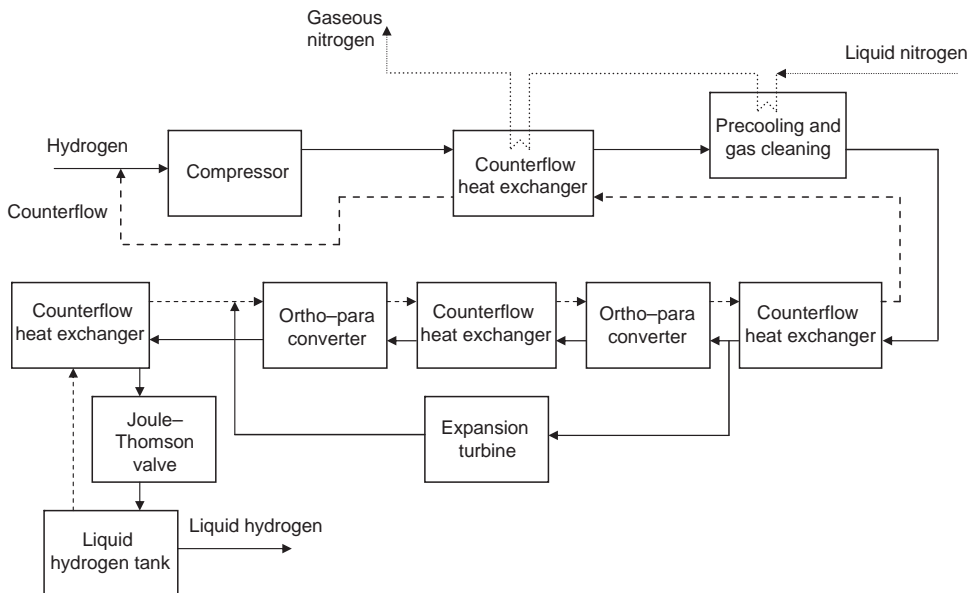 Gaseous
nitrogen
Liquid nitrogen
Hydrogen
Compressor
Counterflow
heat exchanger
Precooling and
gas cleaning
Counterflow
Counterflow
heat exchanger
Ortho–para
converter
Counterflow
heat exchanger
Ortho–para
converter
Counterflow
heat exchanger
Joule–
Thomson
valve
Expansion
turbine
Liquid
hydrogen tank
Liquid hydrogen